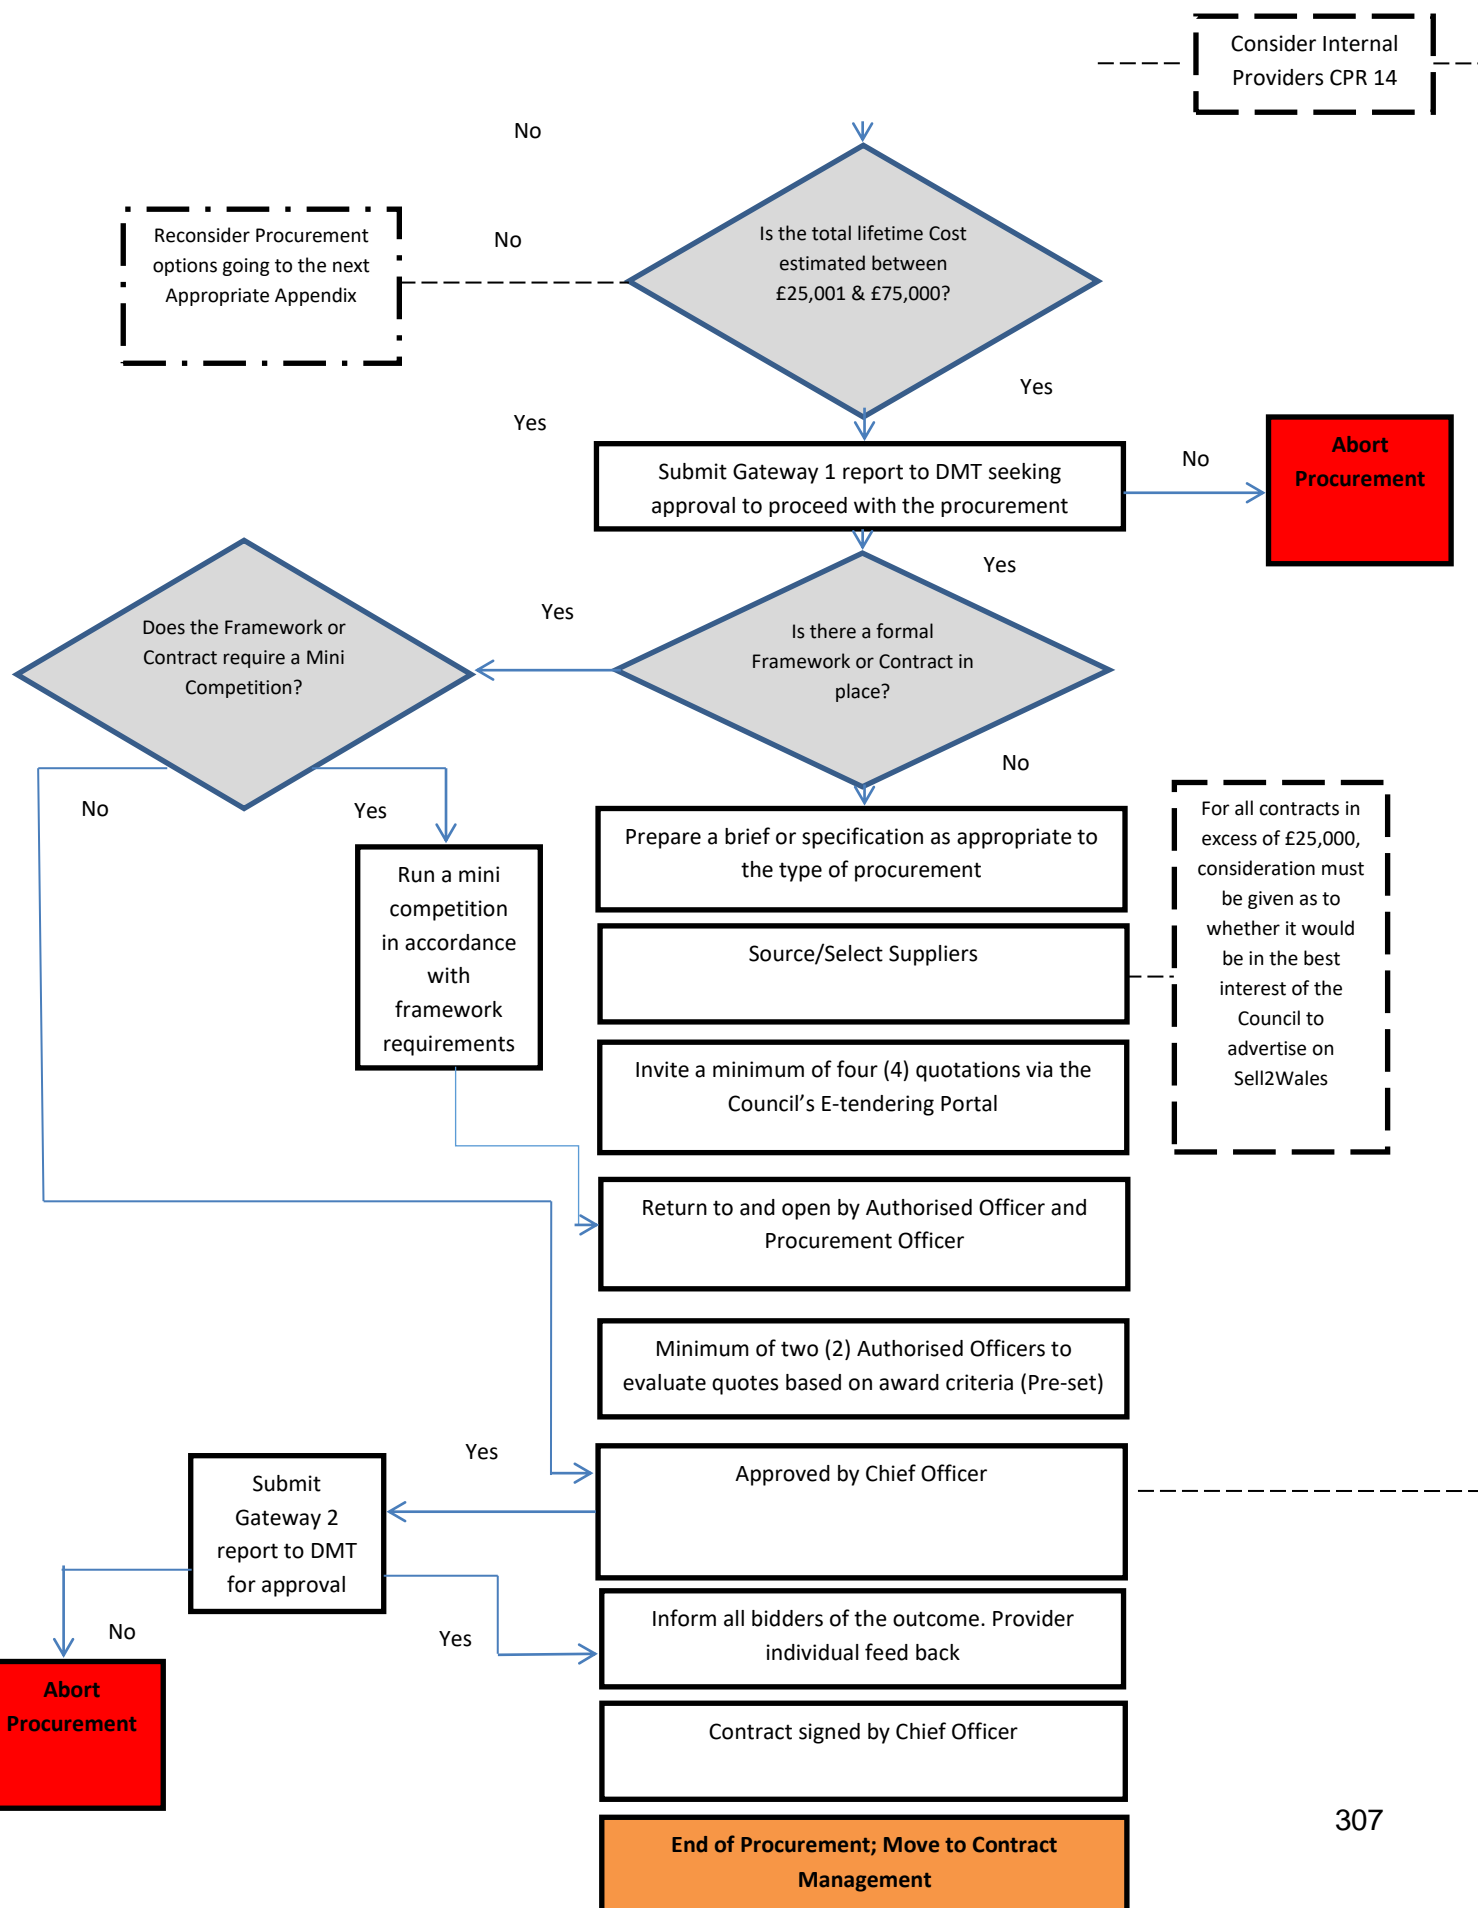 Consider Internal
Providers CPR 14
No
Is the total lifetime Cost
estimated between
£25,001 & £75,000?
No
Reconsider Procurement
options going to the next
Appropriate Appendix
Yes
Yes
Submit Gateway 1 report to DMT seeking
approval to proceed with the procurement
No
Abort
Procurement
Yes
Is there a formal
Framework or Contract in
place?
Yes
Does the Framework or
Contract require a Mini
Competition?
No
No
Yes
Run a mini
competition
in accordance
with
framework
requirements
Prepare a brief or specification as appropriate to
the type of procurement
For all contracts in
excess of £25,000,
consideration must
be given as to
whether it would
be in the best
interest of the
Council to
advertise on
Sell2Wales
Source/Select Suppliers
Invite a minimum of four (4) quotations via the
Council’s E-tendering Portal
Return to and open by Authorised Officer and
Procurement Officer
Minimum of two (2) Authorised Officers to
evaluate quotes based on award criteria (Pre-set)
Yes
Approved by Chief Officer
Submit
Gateway 2
report to DMT
for approval
No
Yes
Abort
Procurement
Inform all bidders of the outcome. Provider
individual feed back
Contract signed by Chief Officer
End of Procurement; Move to Contract
Management
307